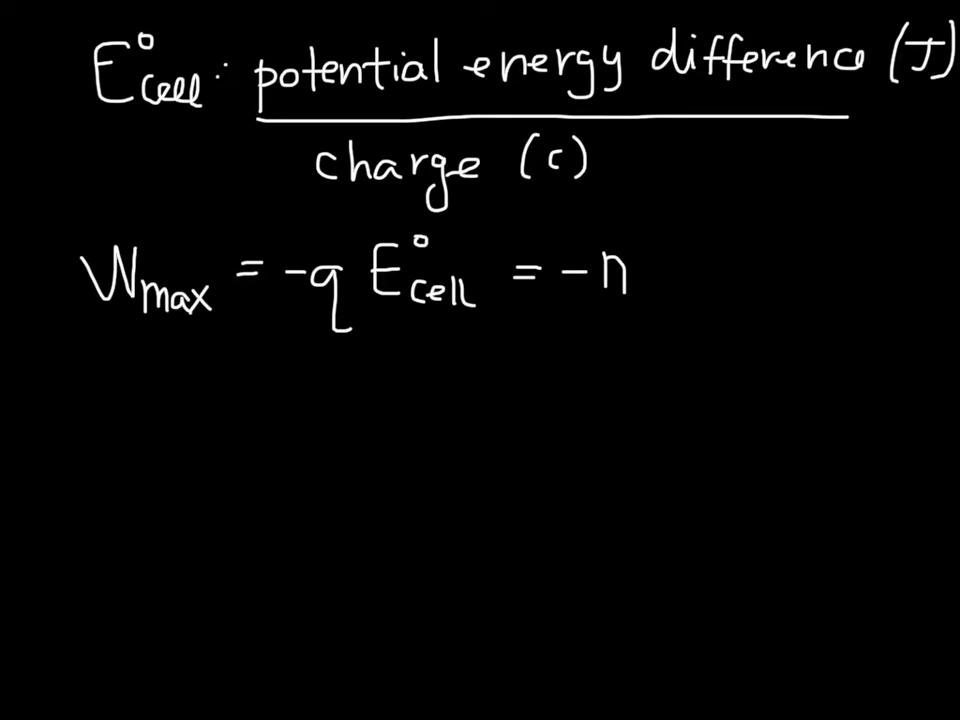 E°cell : potential energy difference (J)
charge (C)
Wmax = -q E°cell = -n